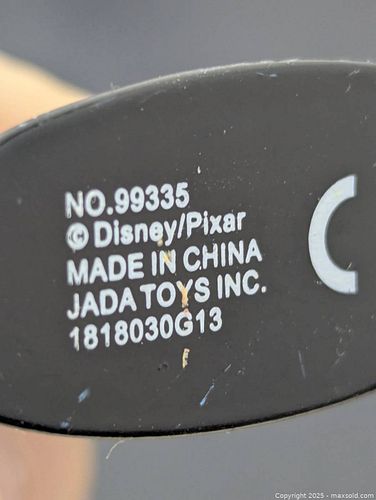 NO.99335
© Disney/Pixar
MADE IN CHINA
JADA TOYS INC.
1818030G13
C
Copyright 2025 - maxsold.com